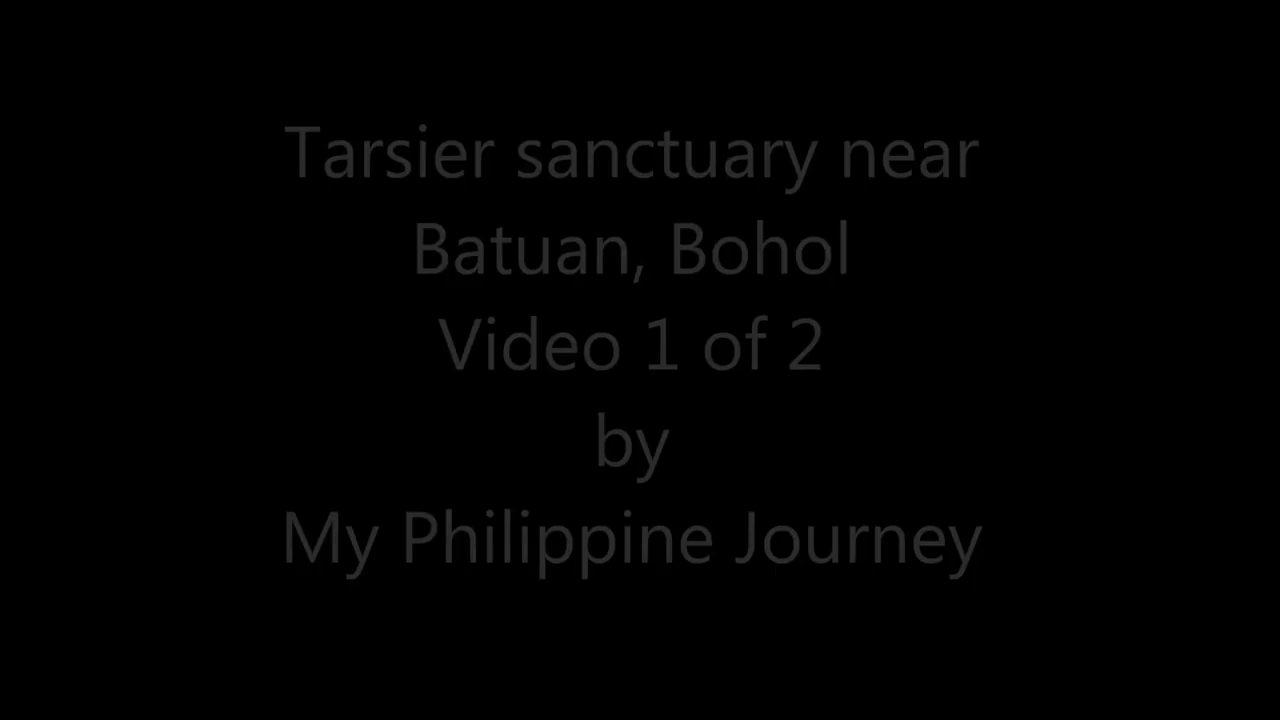 Tarsier sanctuary near
Batuan, Bohol
Video 1 of 2
by
My Philippine Journey